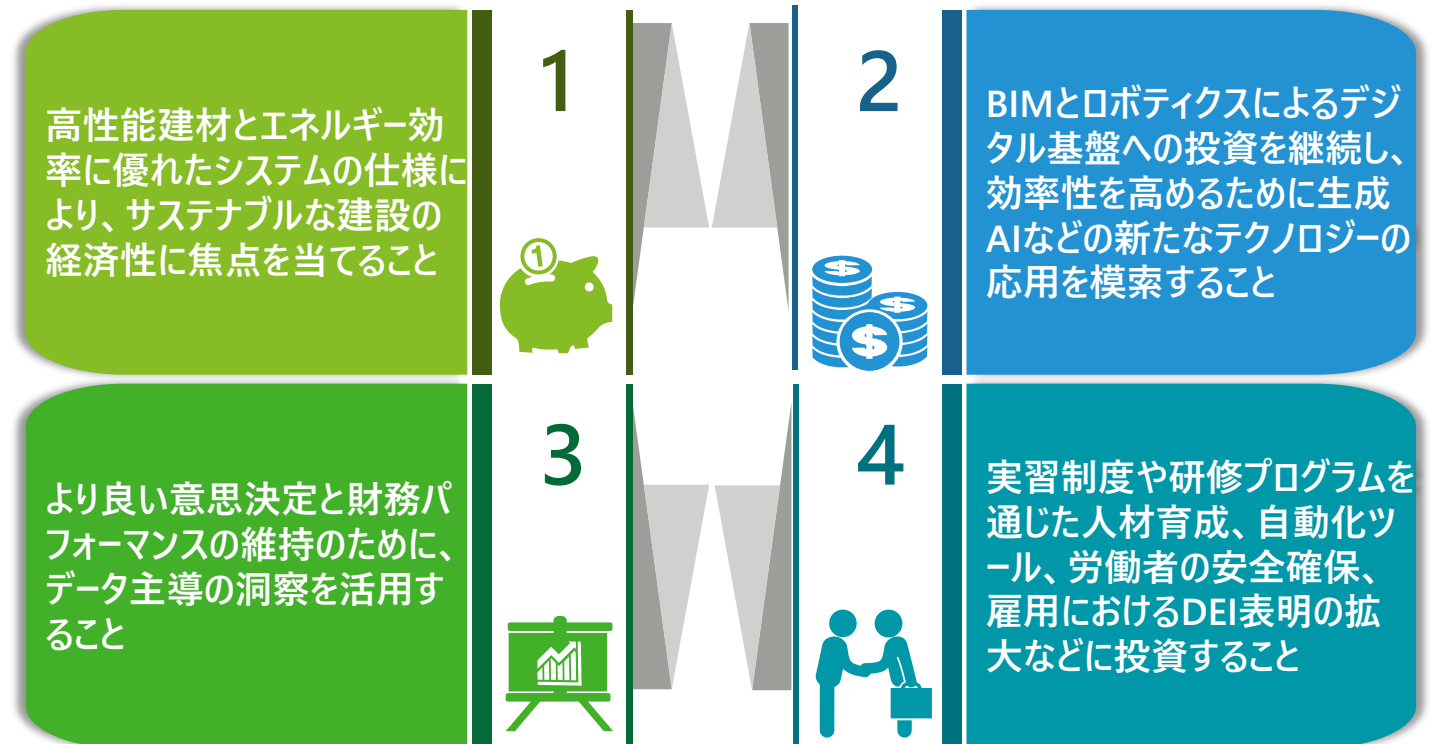 1
高性能建材とエネルギー効
率に優れたシステムの仕様に
より、サステナブルな建設の
経済性に焦点を当てること
1
2
BIMとロボティクスによるデジ
タル基盤への投資を継続し、
効率性を高めるために生成
AIなどの新たなテクノロジーの
応用を模索すること
$
$
$
3
より良い意思決定と財務パ
フォーマンスの維持のために、
データ主導の洞察を活用す
ること
4
実習制度や研修プログラムを
通じた人材育成、自動化ツ
ール、労働者の安全確保、
雇用におけるDEI表明の拡
大などに投資すること